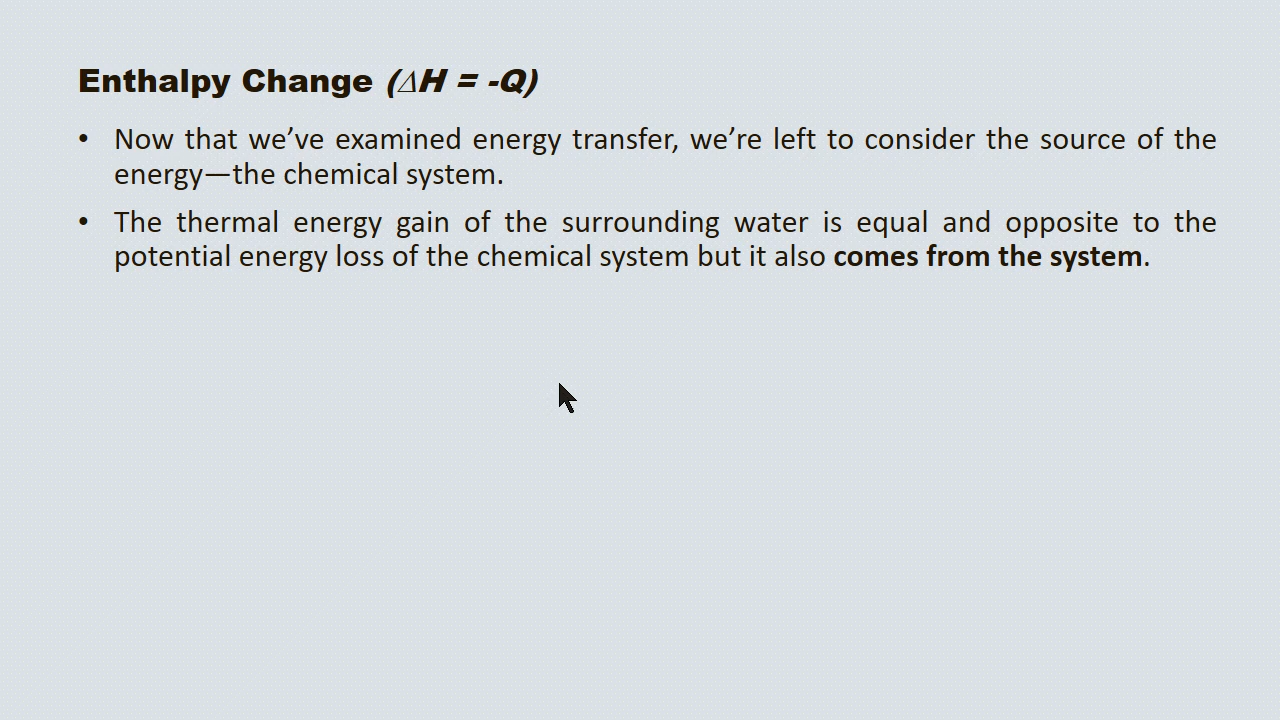 Enthalpy Change (∆H = -Q)
• Now that we’ve examined energy transfer, we’re left to consider the source of the
energy—the chemical system.
• The thermal energy gain of the surrounding water is equal and opposite to the
potential energy loss of the chemical system but it also comes from the system.